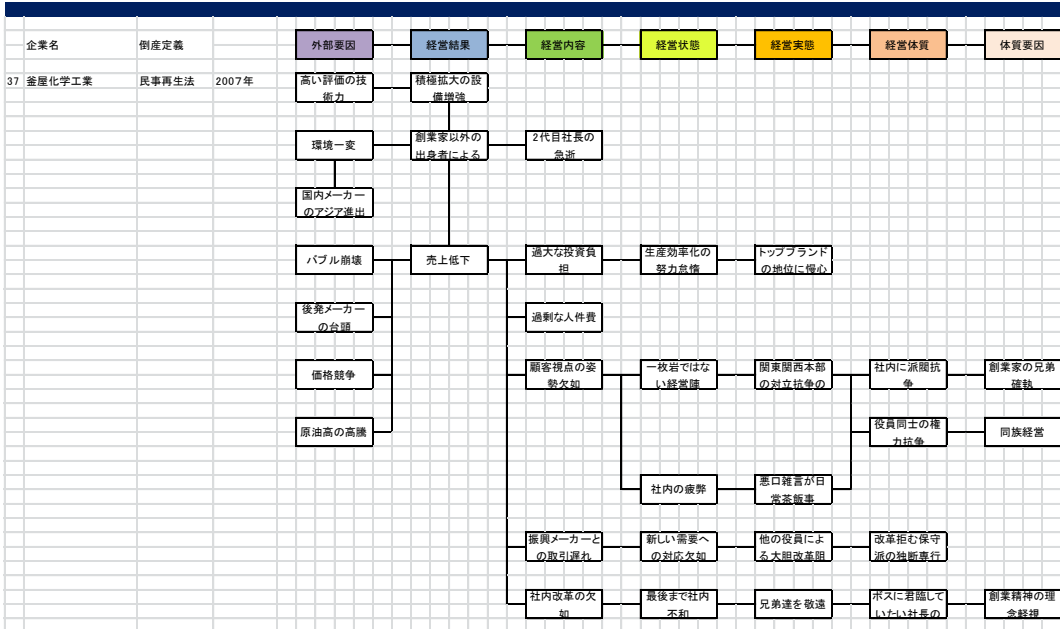 企業名
倒産定義
外部要因
経営結果
経営内容
経営状態
経営実態
経営体質
体質要因
37 釜屋化学工業
民事再生法
2007年
高い評価の技
術力
積極拡大の設
備増強
環境一変
創業家以外の
出身者による
2代目社長の
急逝
国内メーカー
のアジア進出
バブル崩壊
売上低下
過大な投資負
担
生産効率化の
努力怠惰
トップブランド
の地位に慢心
後発メーカー
の台頭
過剰な人件費
価格競争
顧客視点の姿
勢欠如
一枚岩ではな
い経営陣
関東関西本部
の対立抗争の
社内に派閥抗
争
創業家の兄弟
確執
原油高の高騰
役員同士の権
力抗争
同族経営
社内の疲弊
悪口雑言が日
常茶飯事
振興メーカーと
の取引遅れ
新しい需要へ
の対応欠如
他の役員によ
る大胆改革阻
改革拒む保守
派の独断専行
社内改革の欠
如
最後まで社内
不和
兄弟達を敬遠
ボスに君臨して
いたい社長の
創業精神の理
念軽視